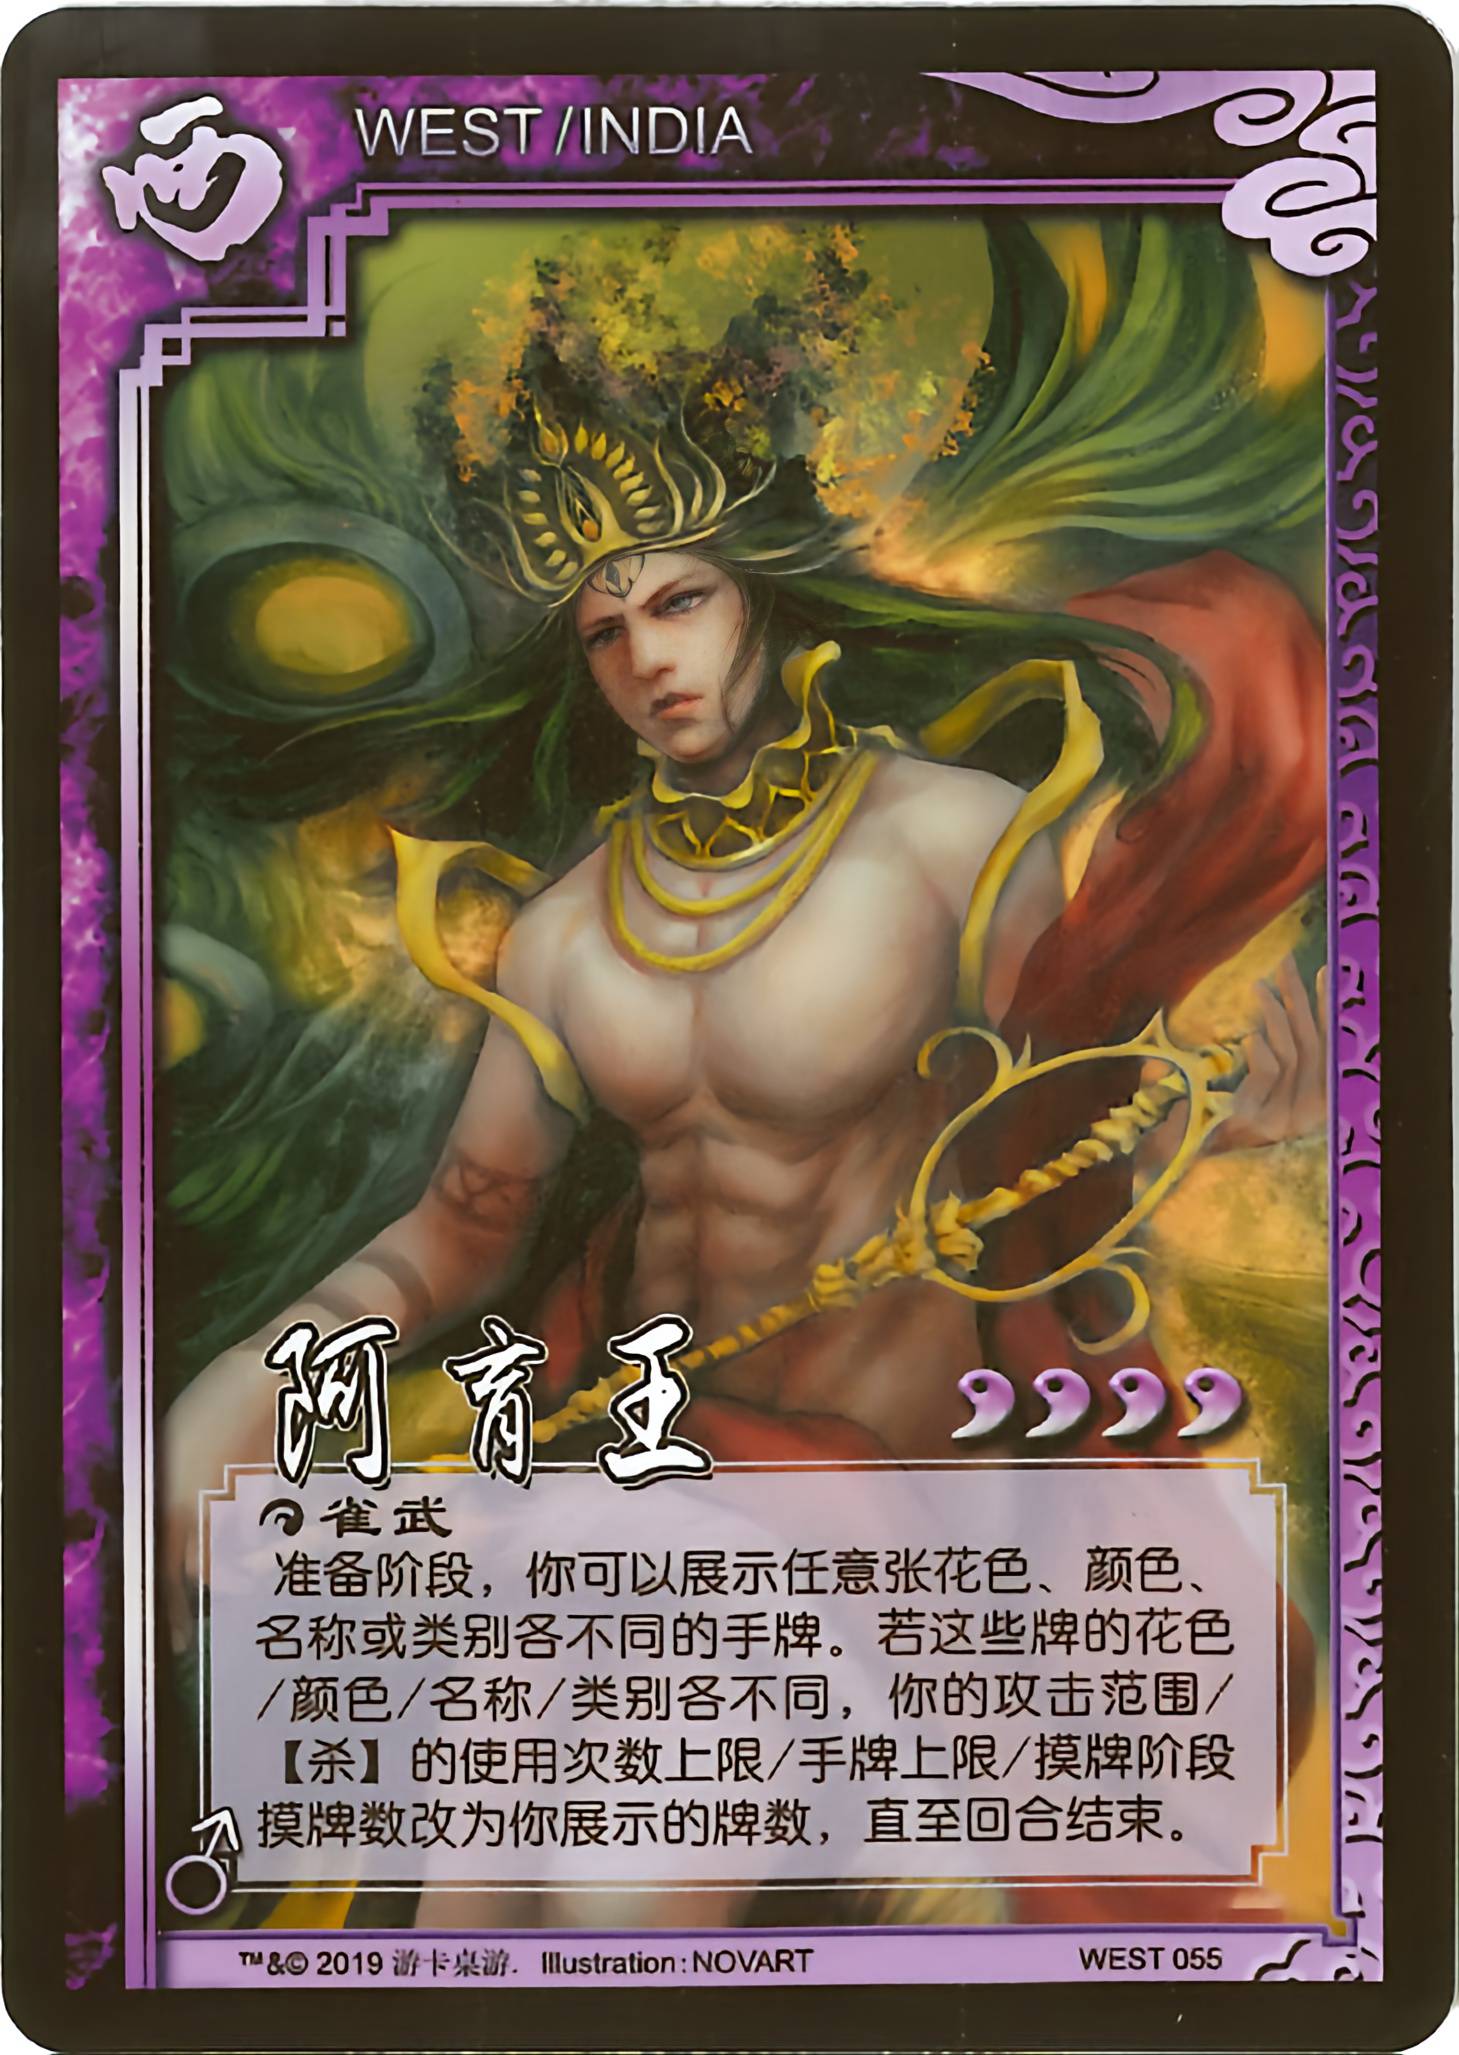 西
WEST /INDIA
阿育王
雀武
准备阶段，你可以展示任意张花色、颜色、
名称或类别各不同的手牌。若这些牌的花色
/颜色/名称/类别各不同，你的攻击范围/
【杀】的使用次数上限/手牌上限/摸牌阶段
摸牌数改为你展示的牌数，直至回合结束。
™&© 2019 游卡桌游. Illustration: NOVART
WEST 055